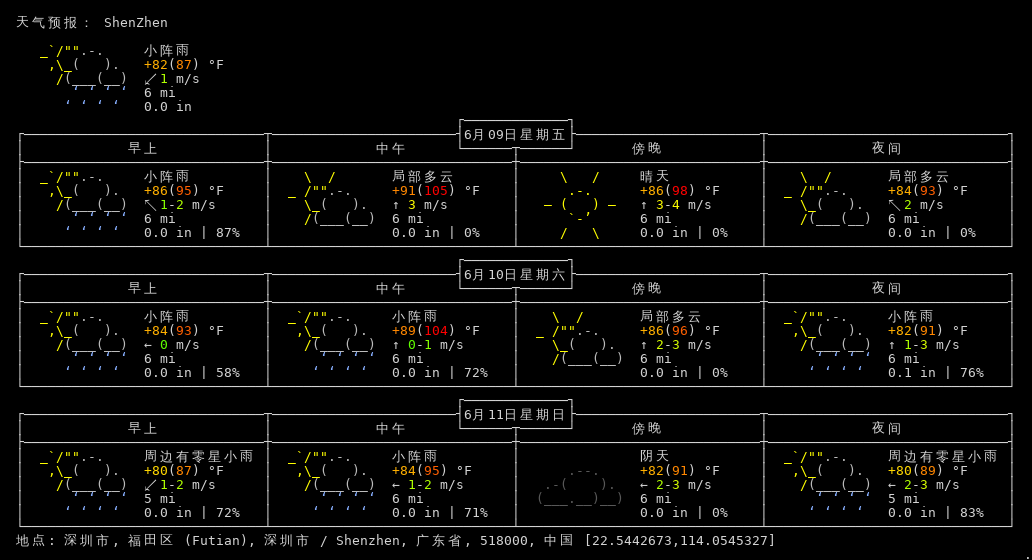 天气预报： ShenZhen
小阵雨
+82(87) °F
↙1 m/s
6 mi
0.0 in
6月09日星期五
早上 中午 傍晚 夜间
小阵雨 局部多云 晴天 局部多云
+86(95) °F +91(105) °F +86(98) °F +84(93) °F
↖1-2 m/s ↑ 3 m/s ↑ 3-4 m/s ↖2 m/s
6 mi 6 mi 6 mi 6 mi
0.0 in | 87% 0.0 in | 0% 0.0 in | 0% 0.0 in | 0%
6月10日星期六
早上 中午 傍晚 夜间
小阵雨 小阵雨 局部多云 小阵雨
+84(93) °F +89(104) °F +86(96) °F +82(91) °F
← 0 m/s ↑ 0-1 m/s ↑ 2-3 m/s ↑ 1-3 m/s
6 mi 6 mi 6 mi 6 mi
0.0 in | 58% 0.0 in | 72% 0.0 in | 0% 0.1 in | 76%
6月11日星期日
早上 中午 傍晚 夜间
周边有零星小雨 小阵雨 阴天 周边有零星小雨
+80(87) °F +84(95) °F +82(91) °F +80(89) °F
↙1-2 m/s ← 1-2 m/s ← 2-3 m/s ← 2-3 m/s
5 mi 6 mi 6 mi 5 mi
0.0 in | 72% 0.0 in | 71% 0.0 in | 0% 0.0 in | 83%
地点: 深圳市, 福田区 (Futian), 深圳市 / Shenzhen, 广东省, 518000, 中国 [22.5442673,114.0545327]